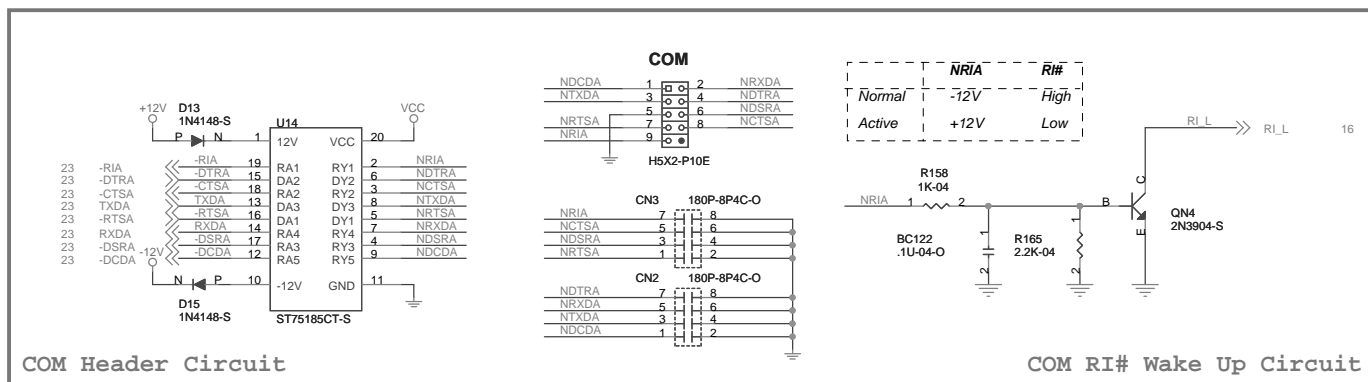 COM
NDCDA 1 2 NRXDA
NTXDA 3 4 NDTRA
5 6 NDSRA
NRTSA 7 8 NCTSA
NRIA 9
H5X2-P10E
+12V
D13
1N4148-S
P N
VCC
U14
1 12V VCC 20
23 -RIA -RIA 19 RA1 RY1 2 NRIA
23 -DTRA -DTRA 15 DA2 DY2 6 NDTRA
23 -CTSA -CTSA 18 RA2 RY2 3 NCTSA
23 TXDA TXDA 13 DA3 DY3 8 NTXDA
23 -RTSA -RTSA 16 DA1 DY1 5 NRTSA
23 RXDA RXDA 14 RA4 RY4 7 NRXDA
23 -DSRA -DSRA 17 RA3 RY3 4 NDSRA
23 -DCDA -DCDA 12 RA5 RY5 9 NDCDA
-12V
N P 10 -12V GND 11
D15
1N4148-S
ST75185CT-S
CN3 180P-8P4C-O
NRIA 7 8
NCTSA 5 6
NDSRA 3 4
NRTSA 1 2
CN2 180P-8P4C-O
NDTRA 7 8
NRXDA 5 6
NTXDA 3 4
NDCDA 1 2
NRIA RI#
Normal -12V High
Active +12V Low
RI_L RI_L 16
R158
1K-04
NRIA 1 2
B C E
QN4
2N3904-S
BC122
.1U-04-O
1 2
R165
2.2K-04
1 2
COM Header Circuit
COM RI# Wake Up Circuit